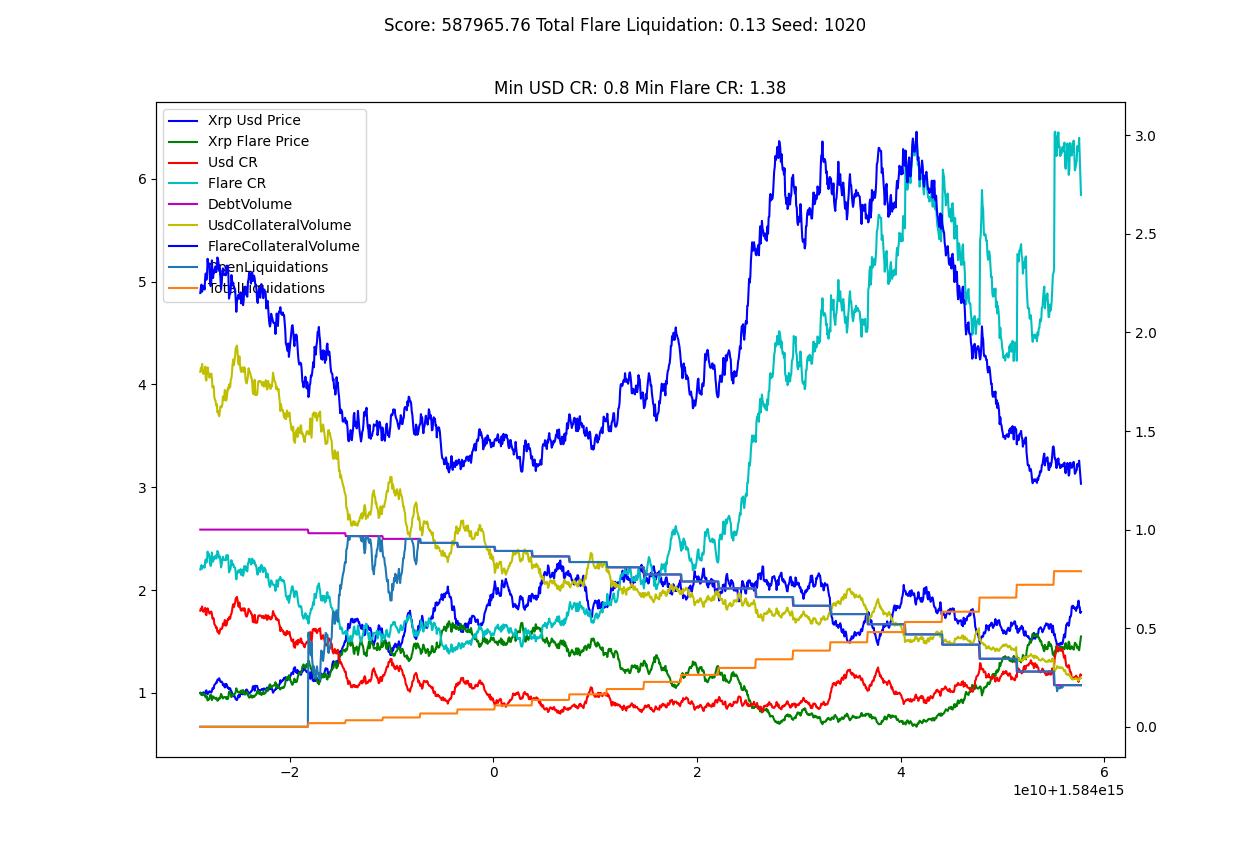 Score: 587965.76 Total Flare Liquidation: 0.13 Seed: 1020
Min USD CR: 0.8 Min Flare CR: 1.38
Xrp Usd Price
Xrp Flare Price
Usd CR
Flare CR
DebtVolume
UsdCollateralVolume
FlareCollateralVolume
OpenLiquidations
TotalLiquidations
6
5
4
3
2
1
3.0
2.5
2.0
1.5
1.0
0.5
0.0
−2
0
2
4
6
1e10+1.584e15